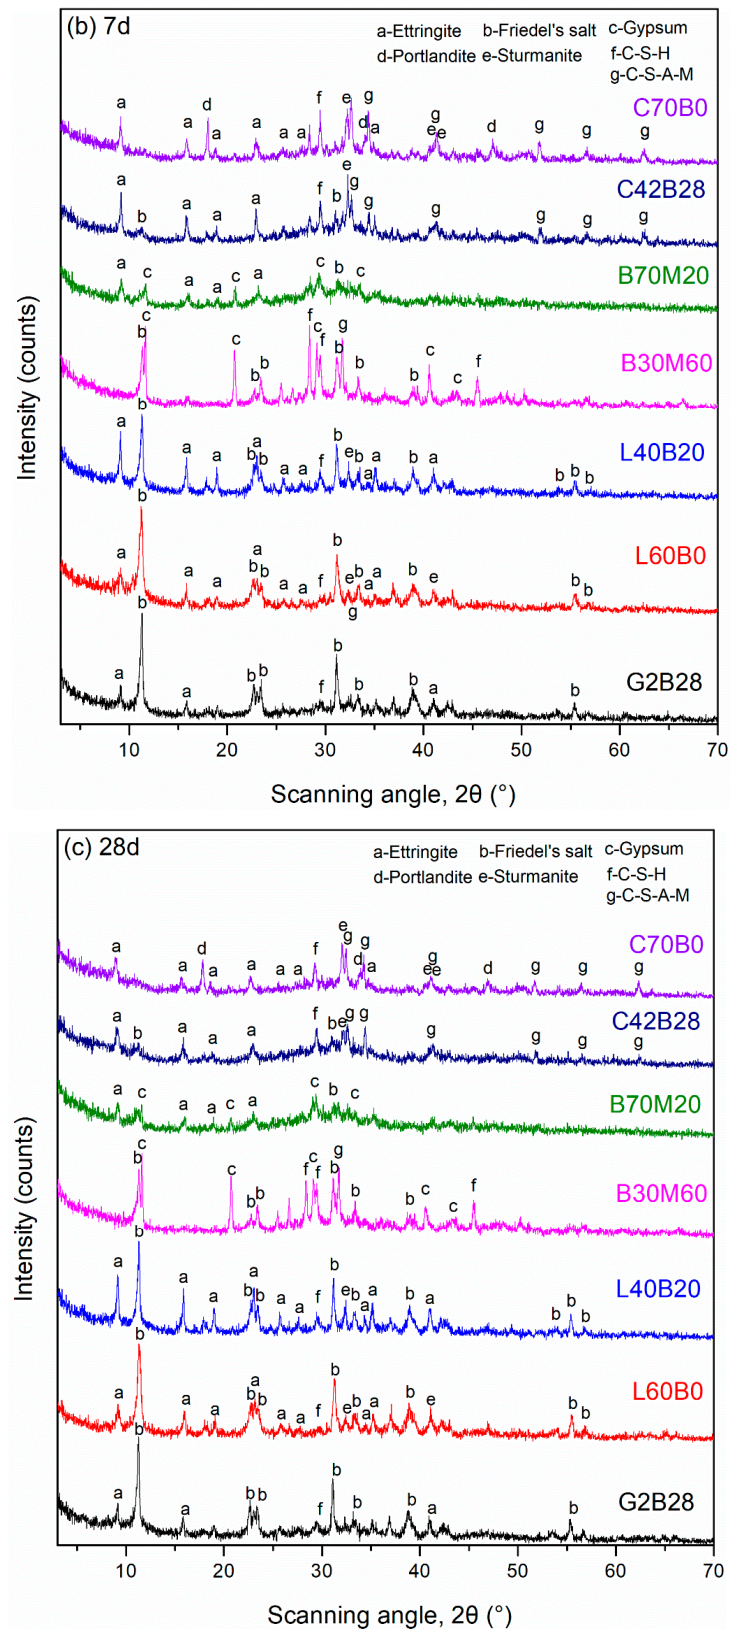 (b) 7d
a-Ettringite b-Friedel's salt c-Gypsum
d-Portlandite e-Sturmanite f-C-S-H
g-C-S-A-M
C70B0
a a d a a a a f e d g a e g e d g g g
C42B28
a b a a a f b e g g g g g g
B70M20
a c a a c a c b c
B30M60
b c c b b f c f b g b b c c f
L40B20
a b a a b a b a a f b e b a a b a b b b
L60B0
a b a a b a b a a f b e g b a a b e b b
G2B28
a b a b b f b b b a b
Intensity (counts)
10 20 30 40 50 60 70
Scanning angle, 2θ (°)
(c) 28d
a-Ettringite b-Friedel's salt c-Gypsum
d-Portlandite e-Sturmanite f-C-S-H
g-C-S-A-M
C70B0
a a d a a a a f e g d g a e g e d g g g
C42B28
a b a a a f b e g g g g g g
B70M20
a c a a c a c b c
B30M60
b c c b b f c f b g b b c c f
L40B20
a b a a b a b a a f b e b a a b a b b b
L60B0
a b a a b a b a a f b e b a a b e b b
G2B28
a b a b b f b b b a b
Intensity (counts)
10 20 30 40 50 60 70
Scanning angle, 2θ (°)